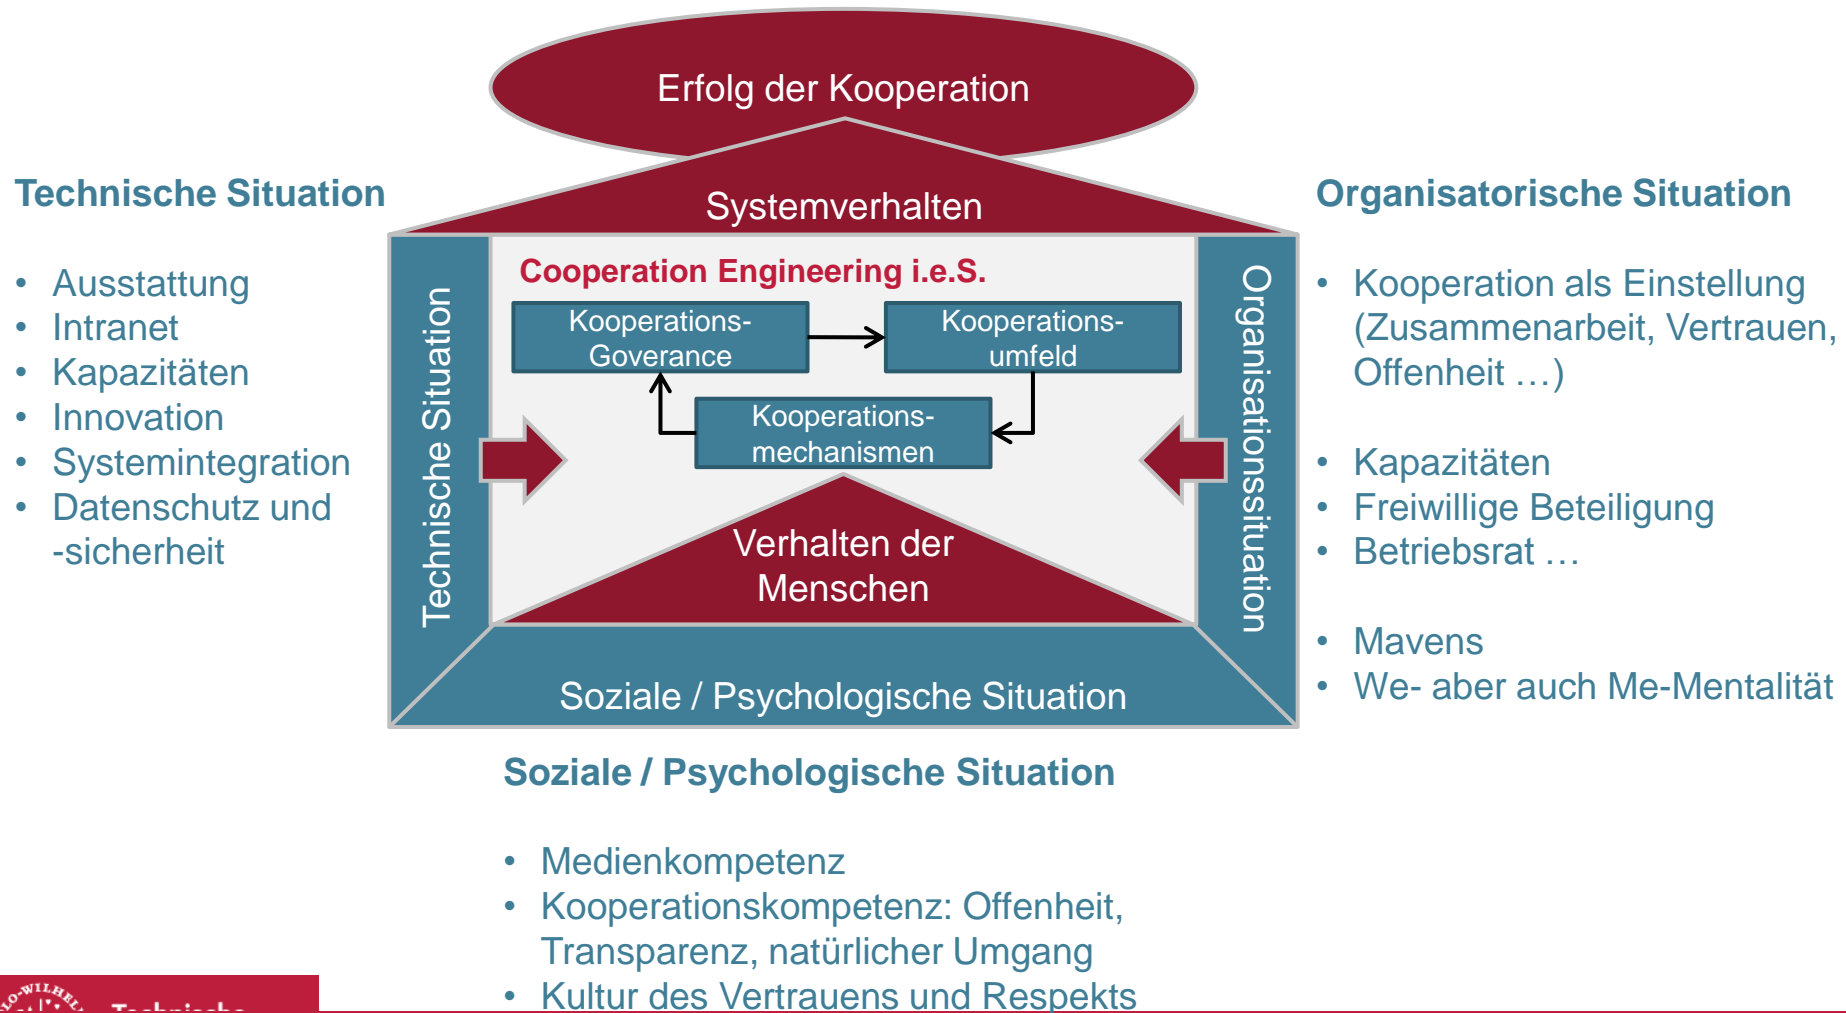 Erfolg der Kooperation
Systemverhalten
Technische Situation
• Ausstattung
• Intranet
• Kapazitäten
• Innovation
• Systemintegration
• Datenschutz und
-sicherheit
Technische Situation
Cooperation Engineering i.e.S.
Kooperations-
Goverance
Kooperations-
umfeld
Kooperations-
mechanismen
Verhalten der
Menschen
Organisationssituation
Soziale / Psychologische Situation
Organisatorische Situation
• Kooperation als Einstellung
(Zusammenarbeit, Vertrauen,
Offenheit …)
• Kapazitäten
• Freiwillige Beteiligung
• Betriebsrat …
• Mavens
• We- aber auch Me-Mentalität
Soziale / Psychologische Situation
• Medienkompetenz
• Kooperationskompetenz: Offenheit,
Transparenz, natürlicher Umgang
• Kultur des Vertrauens und Respekts
Technische